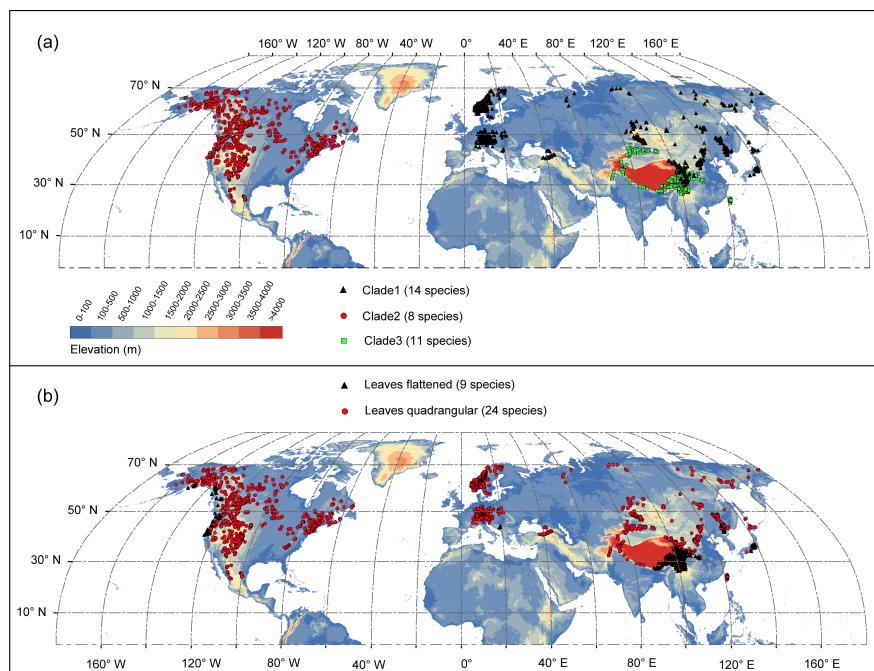 (a)
160° W 120° W 80° W 40° W 0° 40° E 80° E 120° E 160° E
70° N
50° N
30° N
10° N
0-100 100-500 500-1000 1000-1500 1500-2000 2000-2500 2500-3000 3000-3500 3500-4000 >4000
Elevation (m)
Clade1 (14 species)
Clade2 (8 species)
Clade3 (11 species)
(b)
Leaves flattened (9 species)
Leaves quadrangular (24 species)
70° N
50° N
30° N
10° N
160° W 120° W 80° W 40° W 0° 40° E 80° E 120° E 160° E